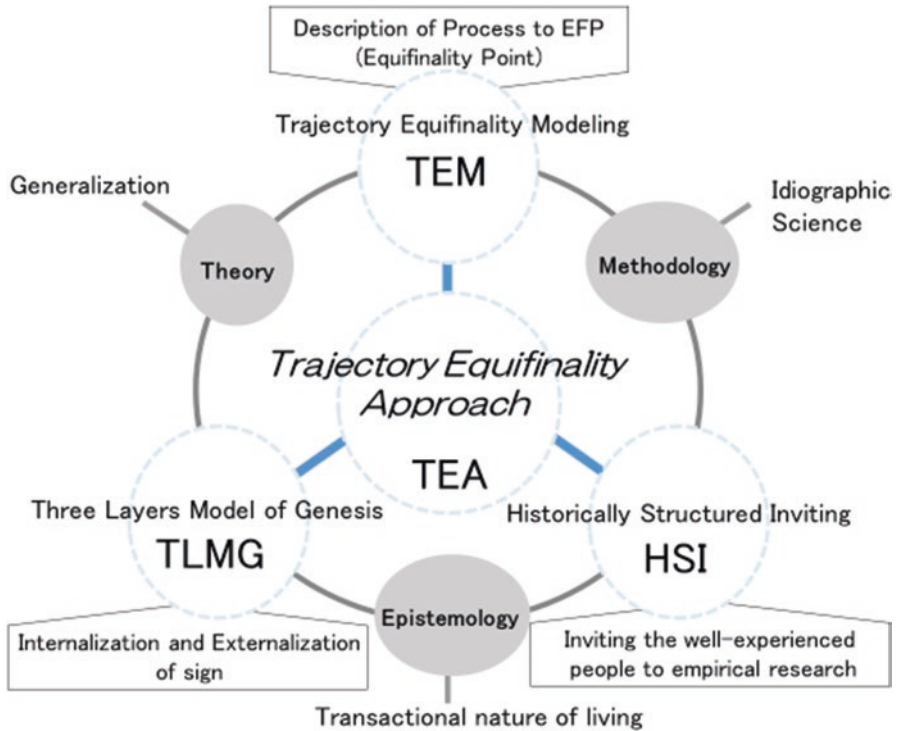 Description of Process to EFP
(Equifinality Point)
Trajectory Equifinality Modeling
TEM
Generalization
Idiographic
Science
Theory
Methodology
Trajectory Equifinality
Approach
TEA
Three Layers Model of Genesis
TLMG
Historically Structured Inviting
HSI
Epistemology
Internalization and Externalization
of sign
Inviting the well-experienced
people to empirical research
Transactional nature of living